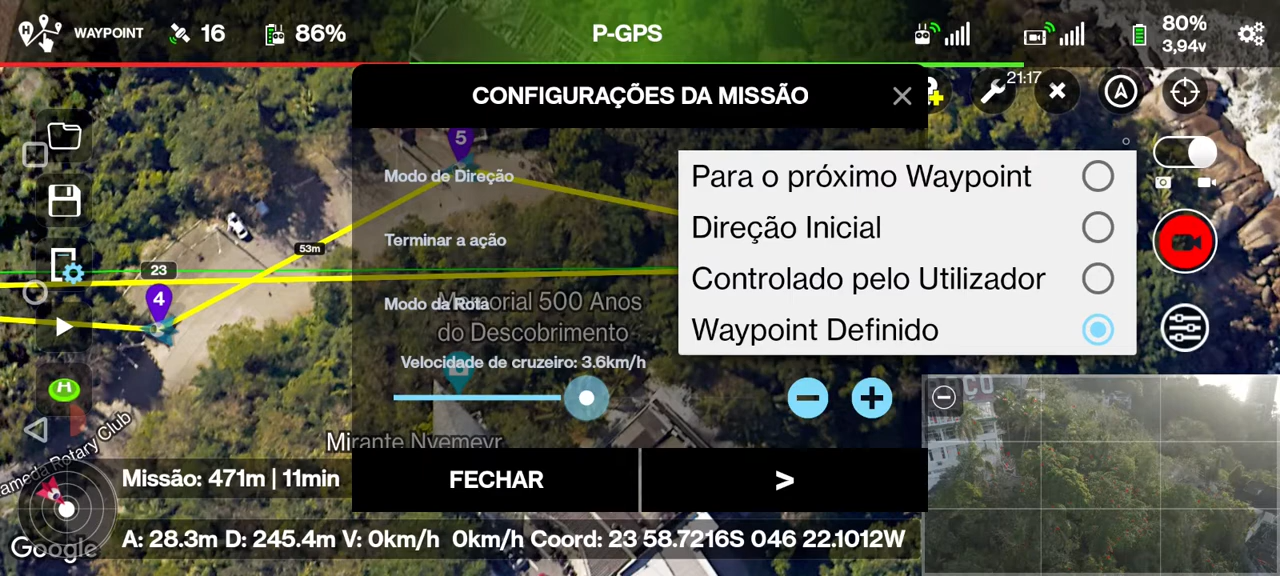 WAYPOINT
16
86%
P-GPS
80%
3,94v
21:17
CONFIGURAÇÕES DA MISSÃO
5
Modo de Direção
Para o próximo Waypoint
Direção Inicial
Terminar a ação
53m
23
4
Controlado pelo Utilizador
Modo da Rota
Memorial 500 Anos
do Descobrimento
Waypoint Definido
Velocidade de cruzeiro: 3.6km/h
H
Mirante Nyemeyr
ameda Rotary Club
CO
Missão: 471m | 11min
FECHAR
>
Google
A: 28.3m D: 245.4m V: 0km/h 0km/h Coord: 23 58.7216S 046 22.1012W